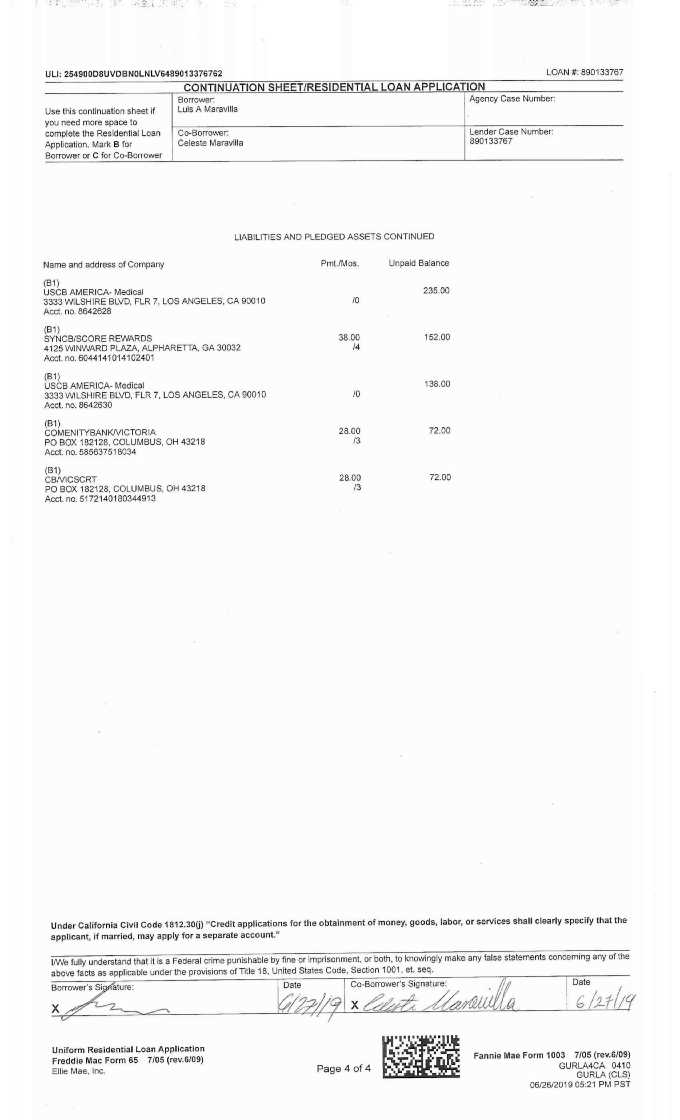 ULI: 254900D8UVDBN0LNLV6489013376762
LOAN #: 890133767
CONTINUATION SHEET/RESIDENTIAL LOAN APPLICATION
Use this continuation sheet if
you need more space to
complete the Residential Loan
Application. Mark B for
Borrower or C for Co-Borrower
Borrower:
Luis A Maravilla
Agency Case Number:
Co-Borrower:
Celeste Maravilla
Lender Case Number:
890133767
LIABILITIES AND PLEDGED ASSETS CONTINUED
Name and address of Company Pmt./Mos. Unpaid Balance
(B1)
USCB AMERICA- Medical 235.00
3333 WILSHIRE BLVD, FLR 7, LOS ANGELES, CA 90010 /0
Acct. no. 8642628
(B1)
SYNCB/SCORE REWARDS 38.00 152.00
4125 WINWARD PLAZA, ALPHARETTA, GA 30032 /4
Acct. no. 6044141014102401
(B1)
USCB AMERICA- Medical 138.00
3333 WILSHIRE BLVD, FLR 7, LOS ANGELES, CA 90010 /0
Acct. no. 8642630
(B1)
COMENITYBANK/VICTORIA 28.00 72.00
PO BOX 182128, COLUMBUS, OH 43218 /3
Acct. no. 585637518034
(B1)
CB/VICSCRT 28.00 72.00
PO BOX 182128, COLUMBUS, OH 43218 /3
Acct. no. 5172140180344913
Under California Civil Code 1812.30(j) "Credit applications for the obtainment of money, goods, labor, or services shall clearly specify that the
applicant, if married, may apply for a separate account."
I/We fully understand that it is a Federal crime punishable by fine or imprisonment, or both, to knowingly make any false statements concerning any of the
above facts as applicable under the provisions of Title 18, United States Code, Section 1001, et. seq.
Borrower's Signature: Date Co-Borrower's Signature: Date
X 6/27/19 X Celeste Maravilla 6/27/19
Uniform Residential Loan Application
Freddie Mac Form 65 7/05 (rev.6/09)
Ellie Mae, Inc.
Page 4 of 4
Fannie Mae Form 1003 7/05 (rev.6/09)
GURLA4CA 0410
GURLA (CLS)
06/26/2019 05:21 PM PST